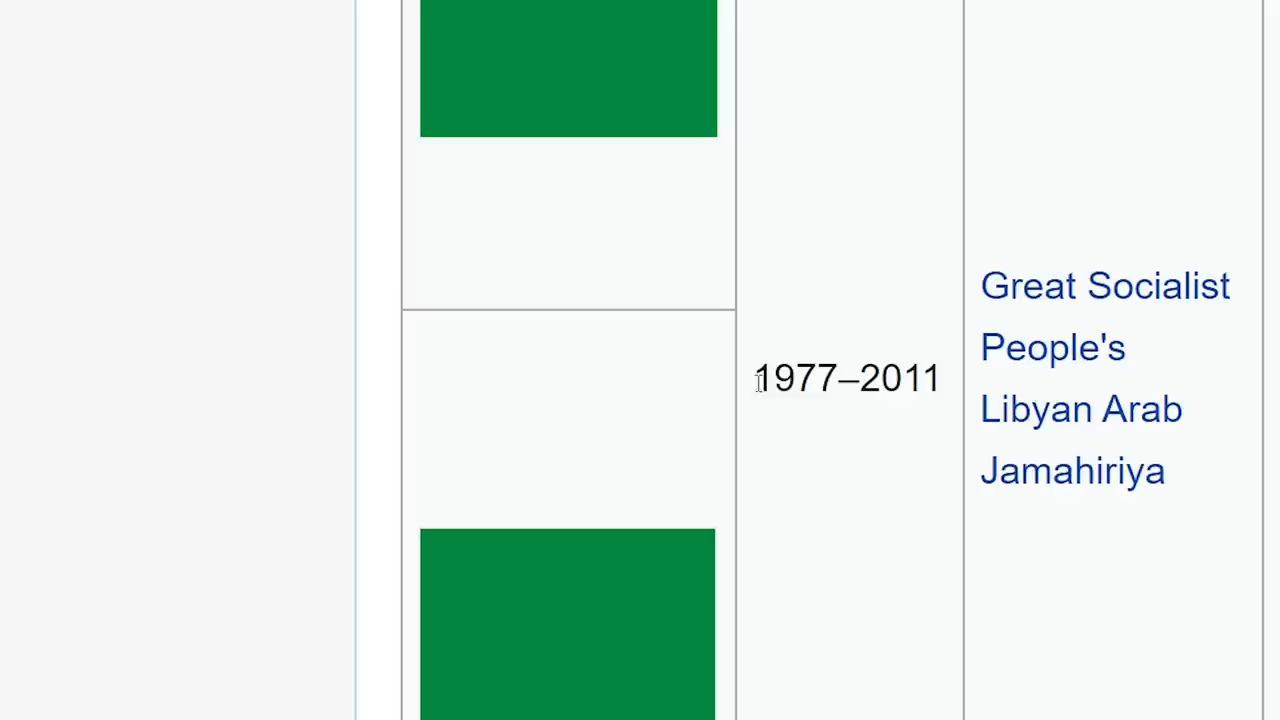 1977–2011
Great Socialist
People's
Libyan Arab
Jamahiriya